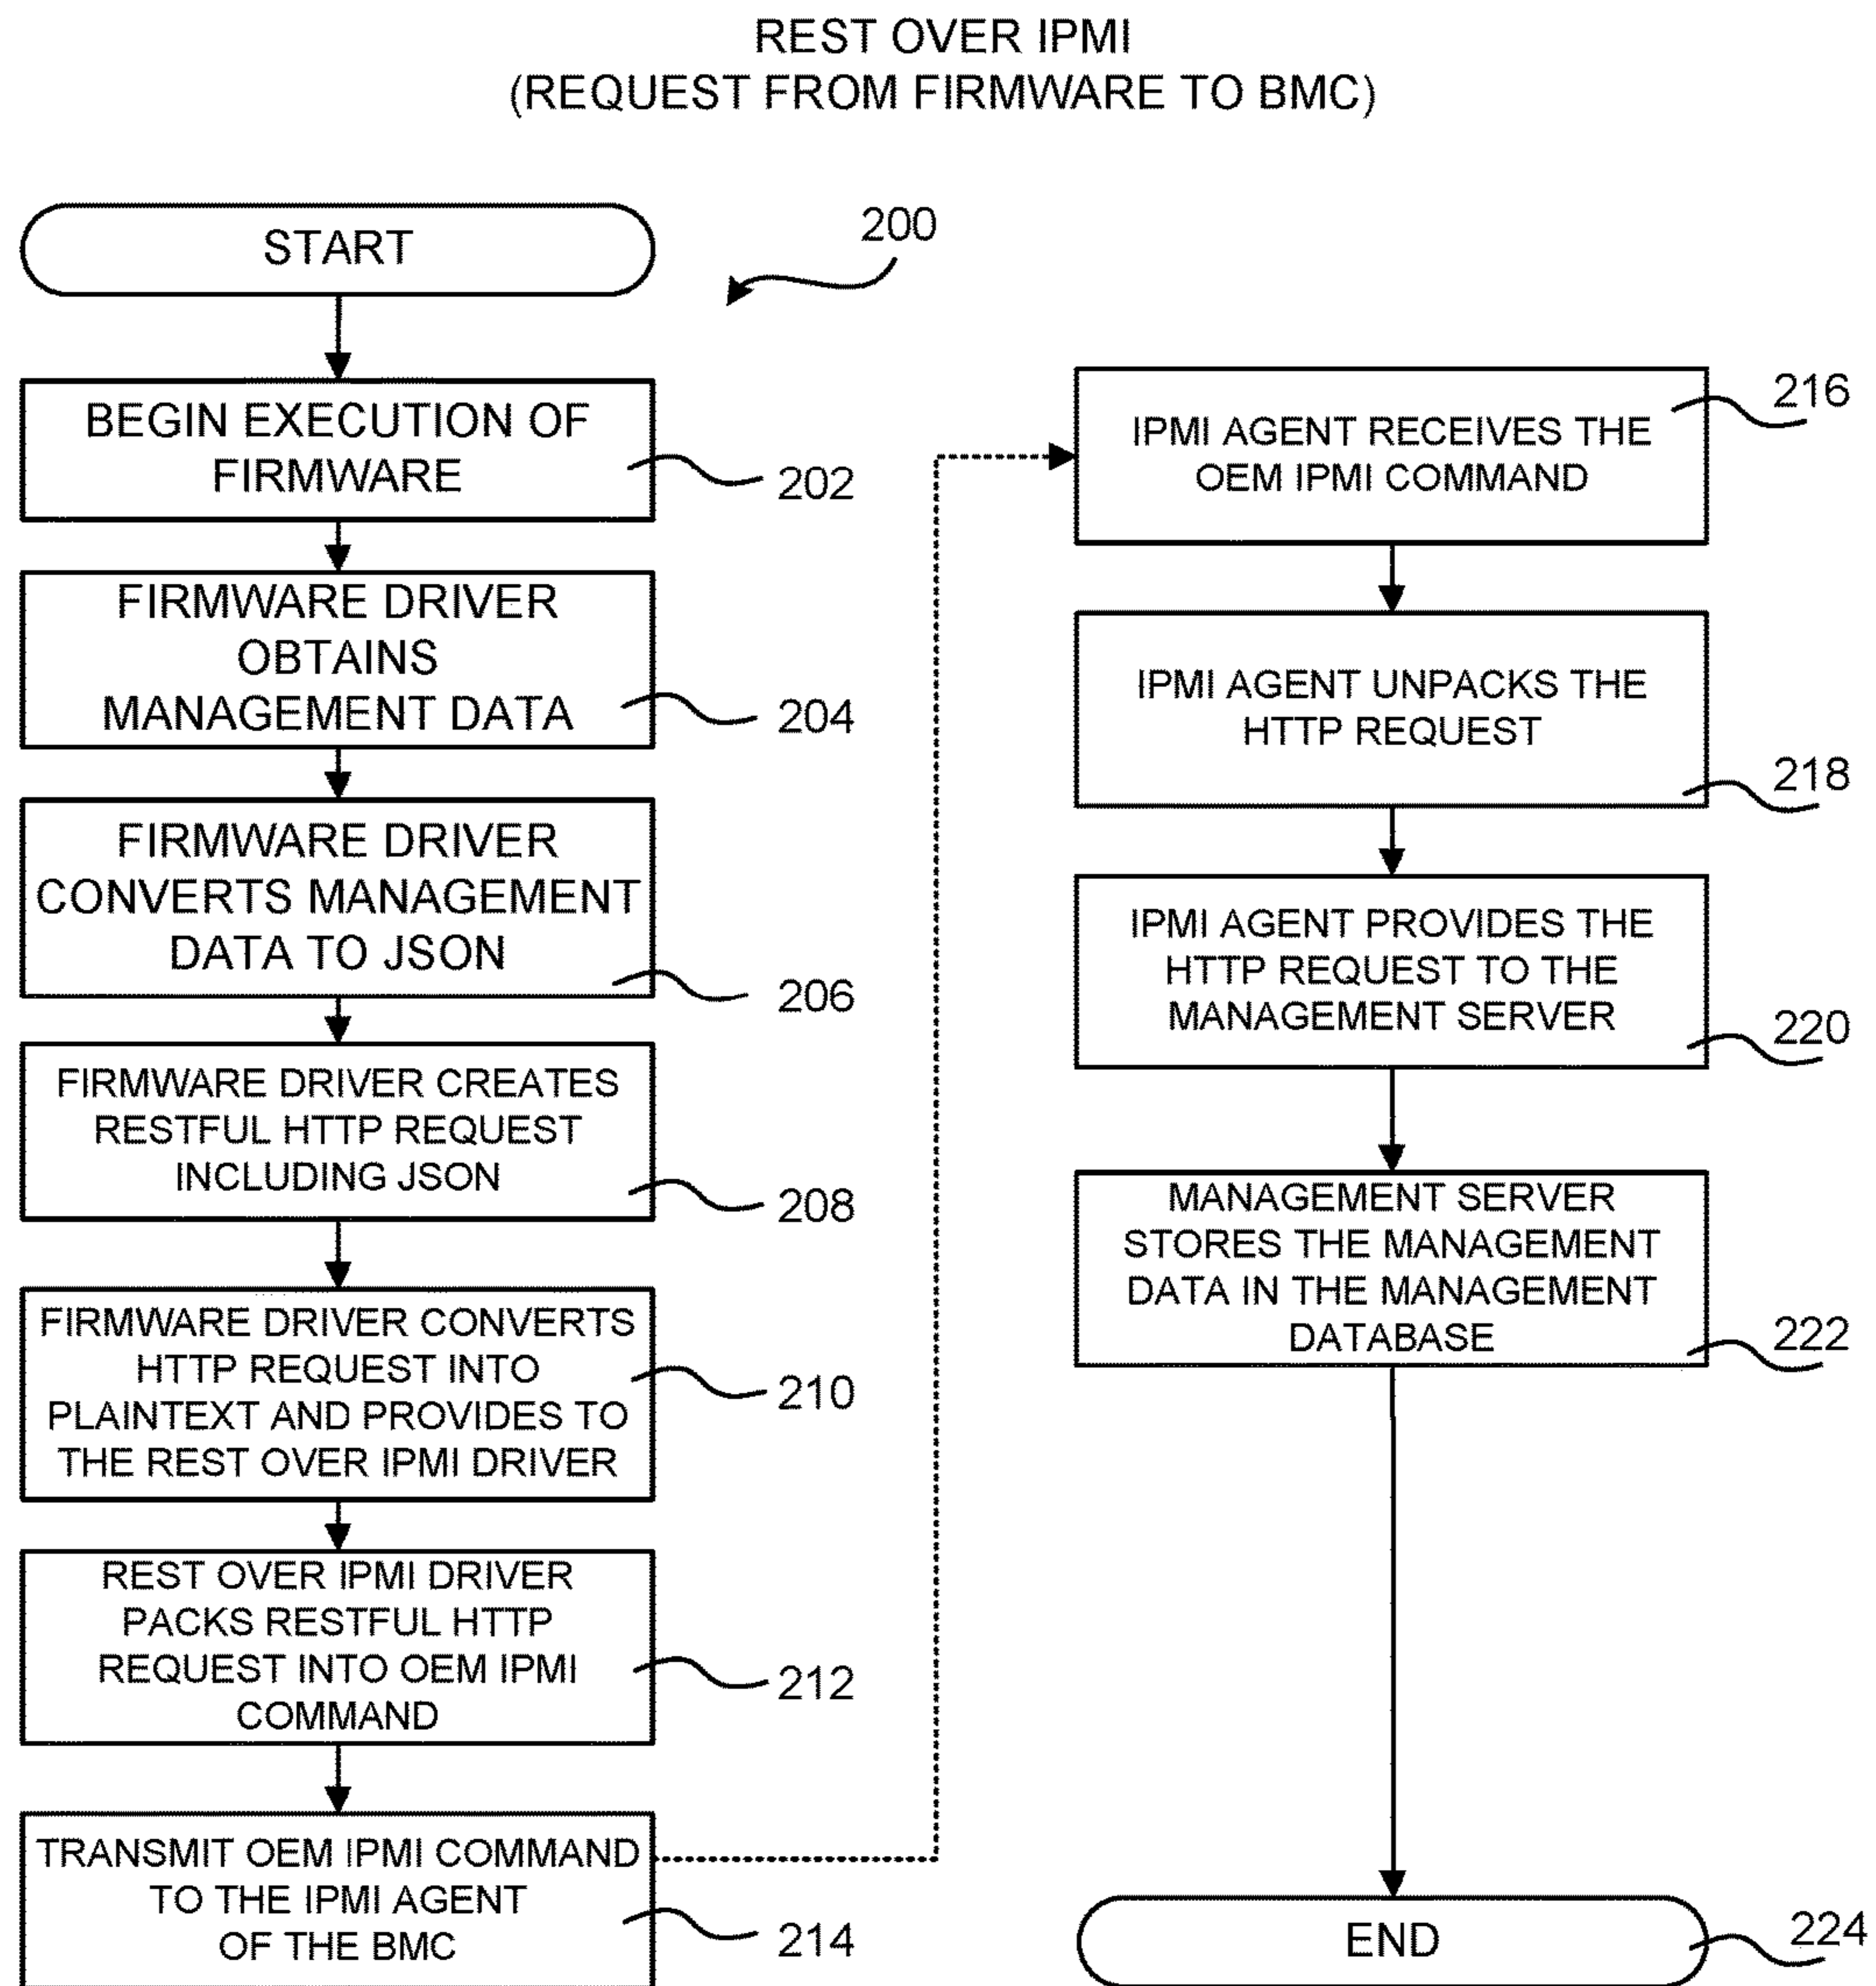 REST OVER IPMI
(REQUEST FROM FIRMWARE TO BMC)
START
200
BEGIN EXECUTION OF
FIRMWARE
202
FIRMWARE DRIVER
OBTAINS
MANAGEMENT DATA
204
FIRMWARE DRIVER
CONVERTS MANAGEMENT
DATA TO JSON
206
FIRMWARE DRIVER CREATES
RESTFUL HTTP REQUEST
INCLUDING JSON
208
FIRMWARE DRIVER CONVERTS
HTTP REQUEST INTO
PLAINTEXT AND PROVIDES TO
THE REST OVER IPMI DRIVER
210
REST OVER IPMI DRIVER
PACKS RESTFUL HTTP
REQUEST INTO OEM IPMI
COMMAND
212
TRANSMIT OEM IPMI COMMAND
TO THE IPMI AGENT
OF THE BMC
214
IPMI AGENT RECEIVES THE
OEM IPMI COMMAND
216
IPMI AGENT UNPACKS THE
HTTP REQUEST
218
IPMI AGENT PROVIDES THE
HTTP REQUEST TO THE
MANAGEMENT SERVER
220
MANAGEMENT SERVER
STORES THE MANAGEMENT
DATA IN THE MANAGEMENT
DATABASE
222
END
224